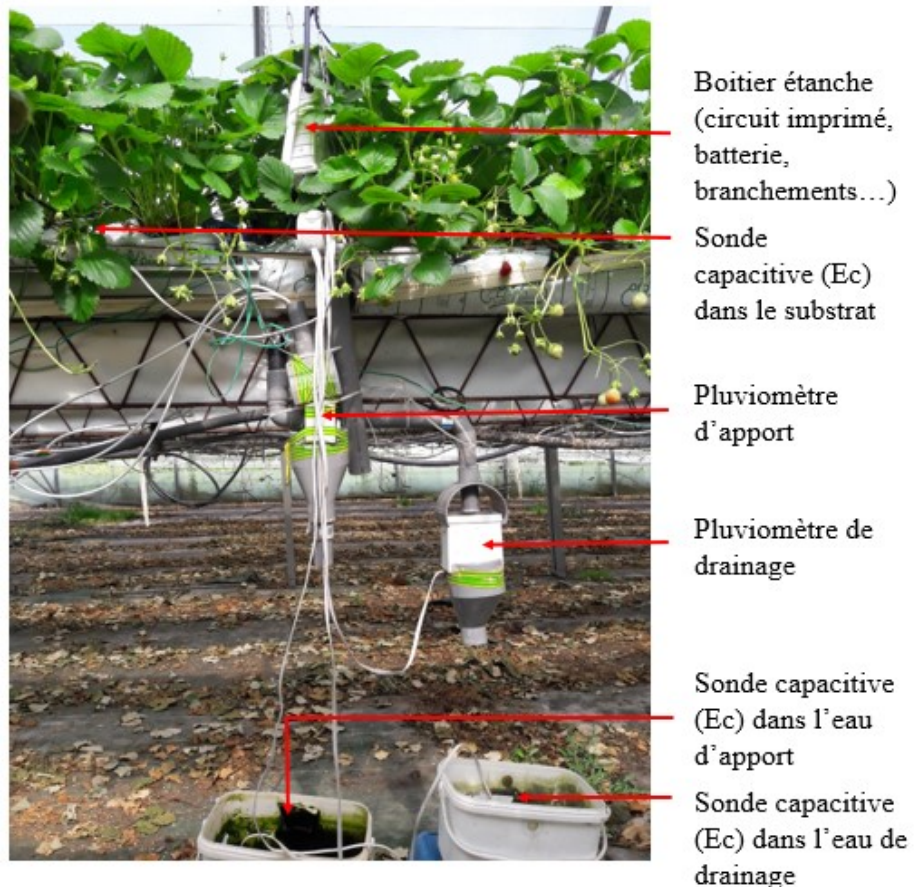 Boitier étanche
(circuit imprimé,
batterie,
branchements…)
Sonde
capacitive (Ec)
dans le substrat
Pluviomètre
d’apport
Pluviomètre de
drainage
Sonde capacitive
(Ec) dans l’eau
d’apport
Sonde capacitive
(Ec) dans l’eau de
drainage